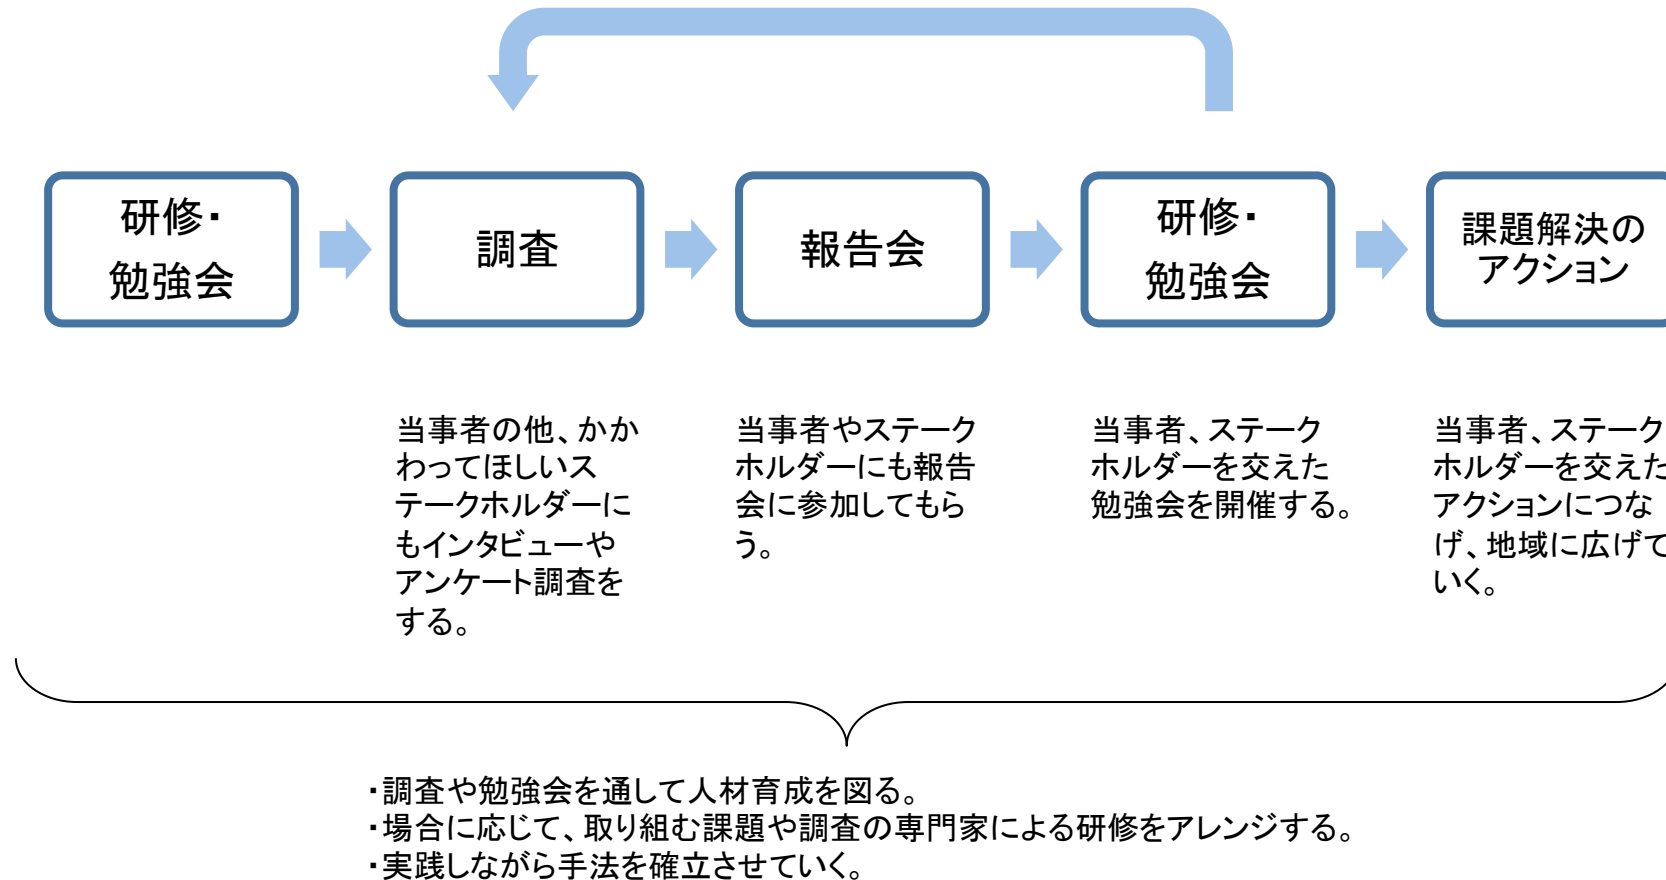 研修・
勉強会
調査
報告会
研修・
勉強会
課題解決の
アクション
当事者の他、かか
わってほしいス
テークホルダーに
もインタビューや
アンケート調査を
する。
当事者やステーク
ホルダーにも報告
会に参加してもら
う。
当事者、ステーク
ホルダーを交えた
勉強会を開催する。
当事者、ステーク
ホルダーを交えた
アクションにつな
げ、地域に広げて
いく。
・調査や勉強会を通して人材育成を図る。
・場合に応じて、取り組む課題や調査の専門家による研修をアレンジする。
・実践しながら手法を確立させていく。